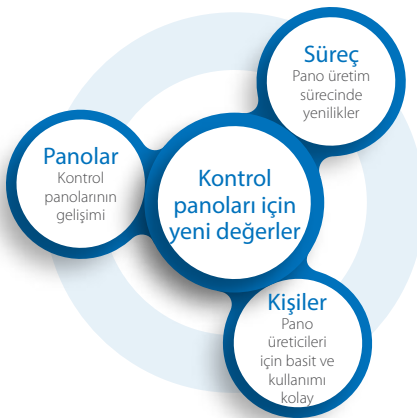 Süreç
Pano üretim
sürecinde
yenilikler
Panolar
Kontrol
panolarının
gelişimi
Kontrol
panoları için
yeni değerler
Kişiler
Pano
üreticileri
için basit ve
kullanımı
kolay